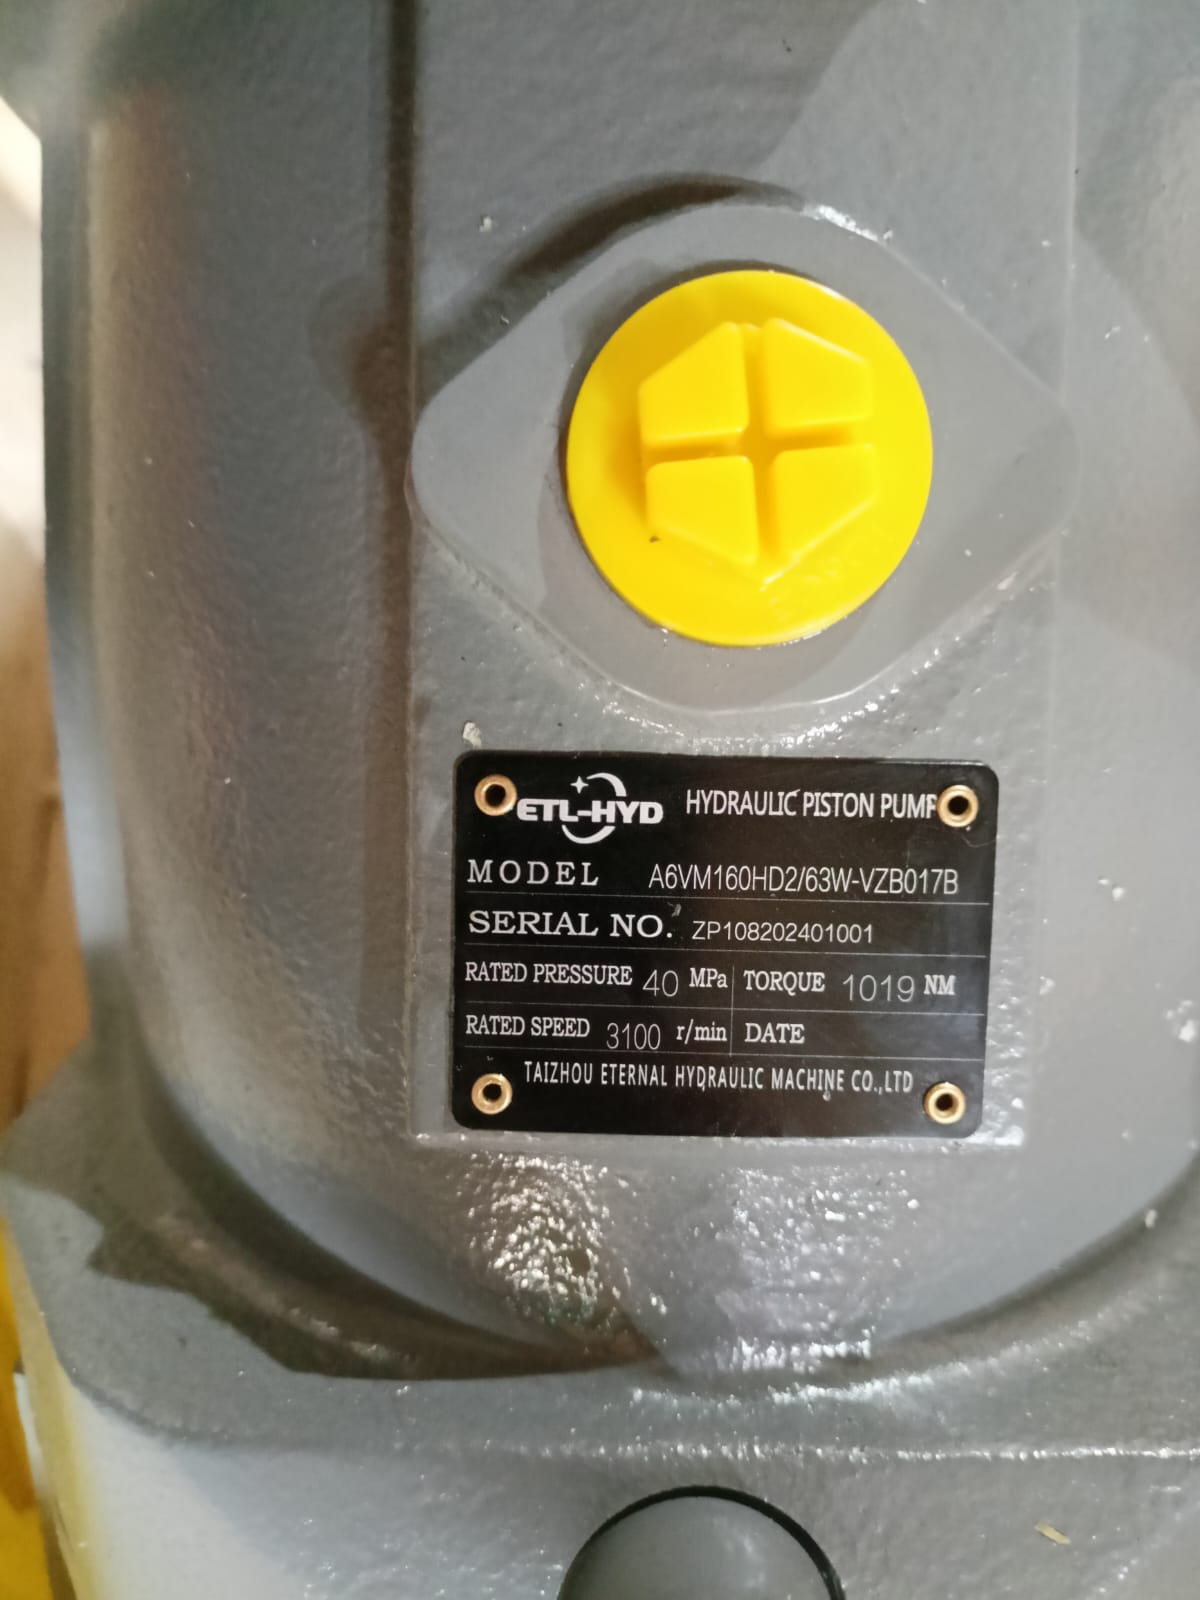 ETL-HYD HYDRAULIC PISTON PUMP
MODEL A6VM160HD2/63W-VZB017B
SERIAL NO. ZP108202401001
RATED PRESSURE 40 MPa TORQUE 1019 NM
RATED SPEED 3100 r/min DATE
TAIZHOU ETERNAL HYDRAULIC MACHINE CO.,LTD